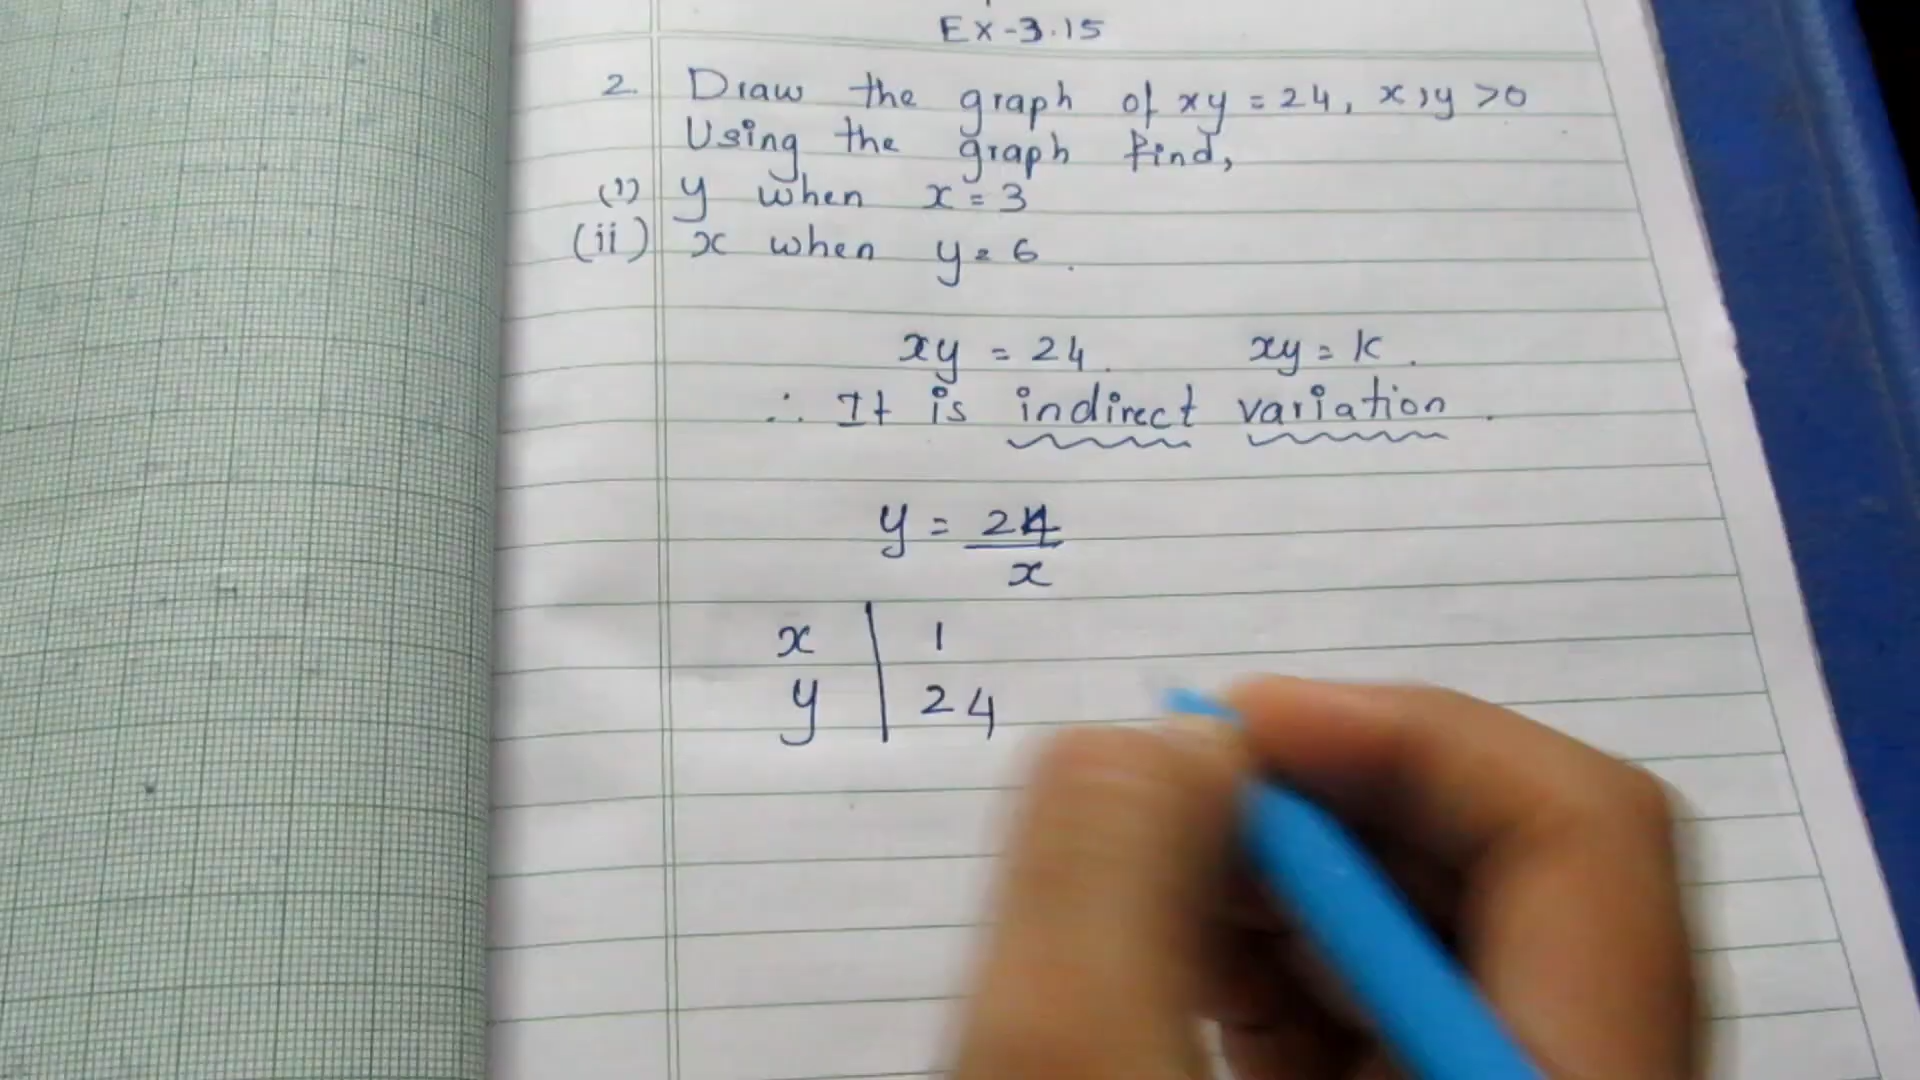 Ex-3.15
2. Draw the graph of xy = 24, x,y >0
Using the graph find,
(i) y when x = 3
(ii) x when y = 6.
xy = 24. xy = k.
∴ It is indirect variation.
y = 24
x
x | 1
y | 24